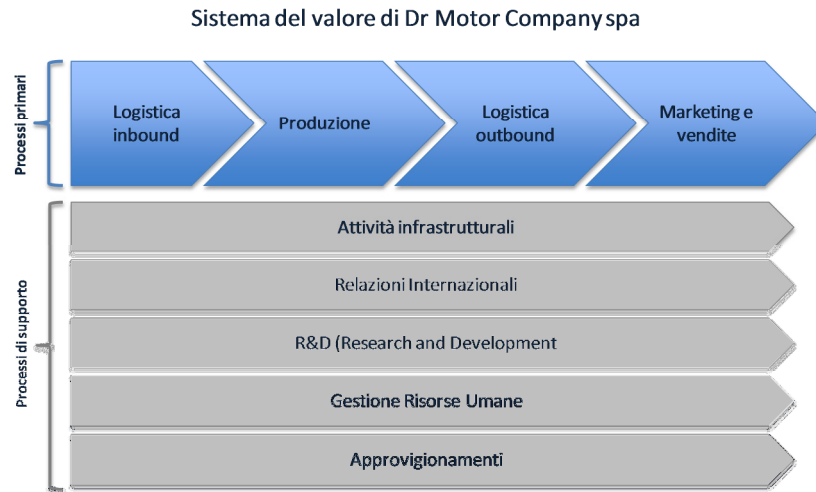 Sistema del valore di Dr Motor Company spa
Processi primari
Logistica
inbound
Produzione
Logistica
outbound
Marketing e
vendite
Processi di supporto
Attività infrastrutturali
Relazioni Internazionali
R&D (Research and Development
Gestione Risorse Umane
Approvigionamenti